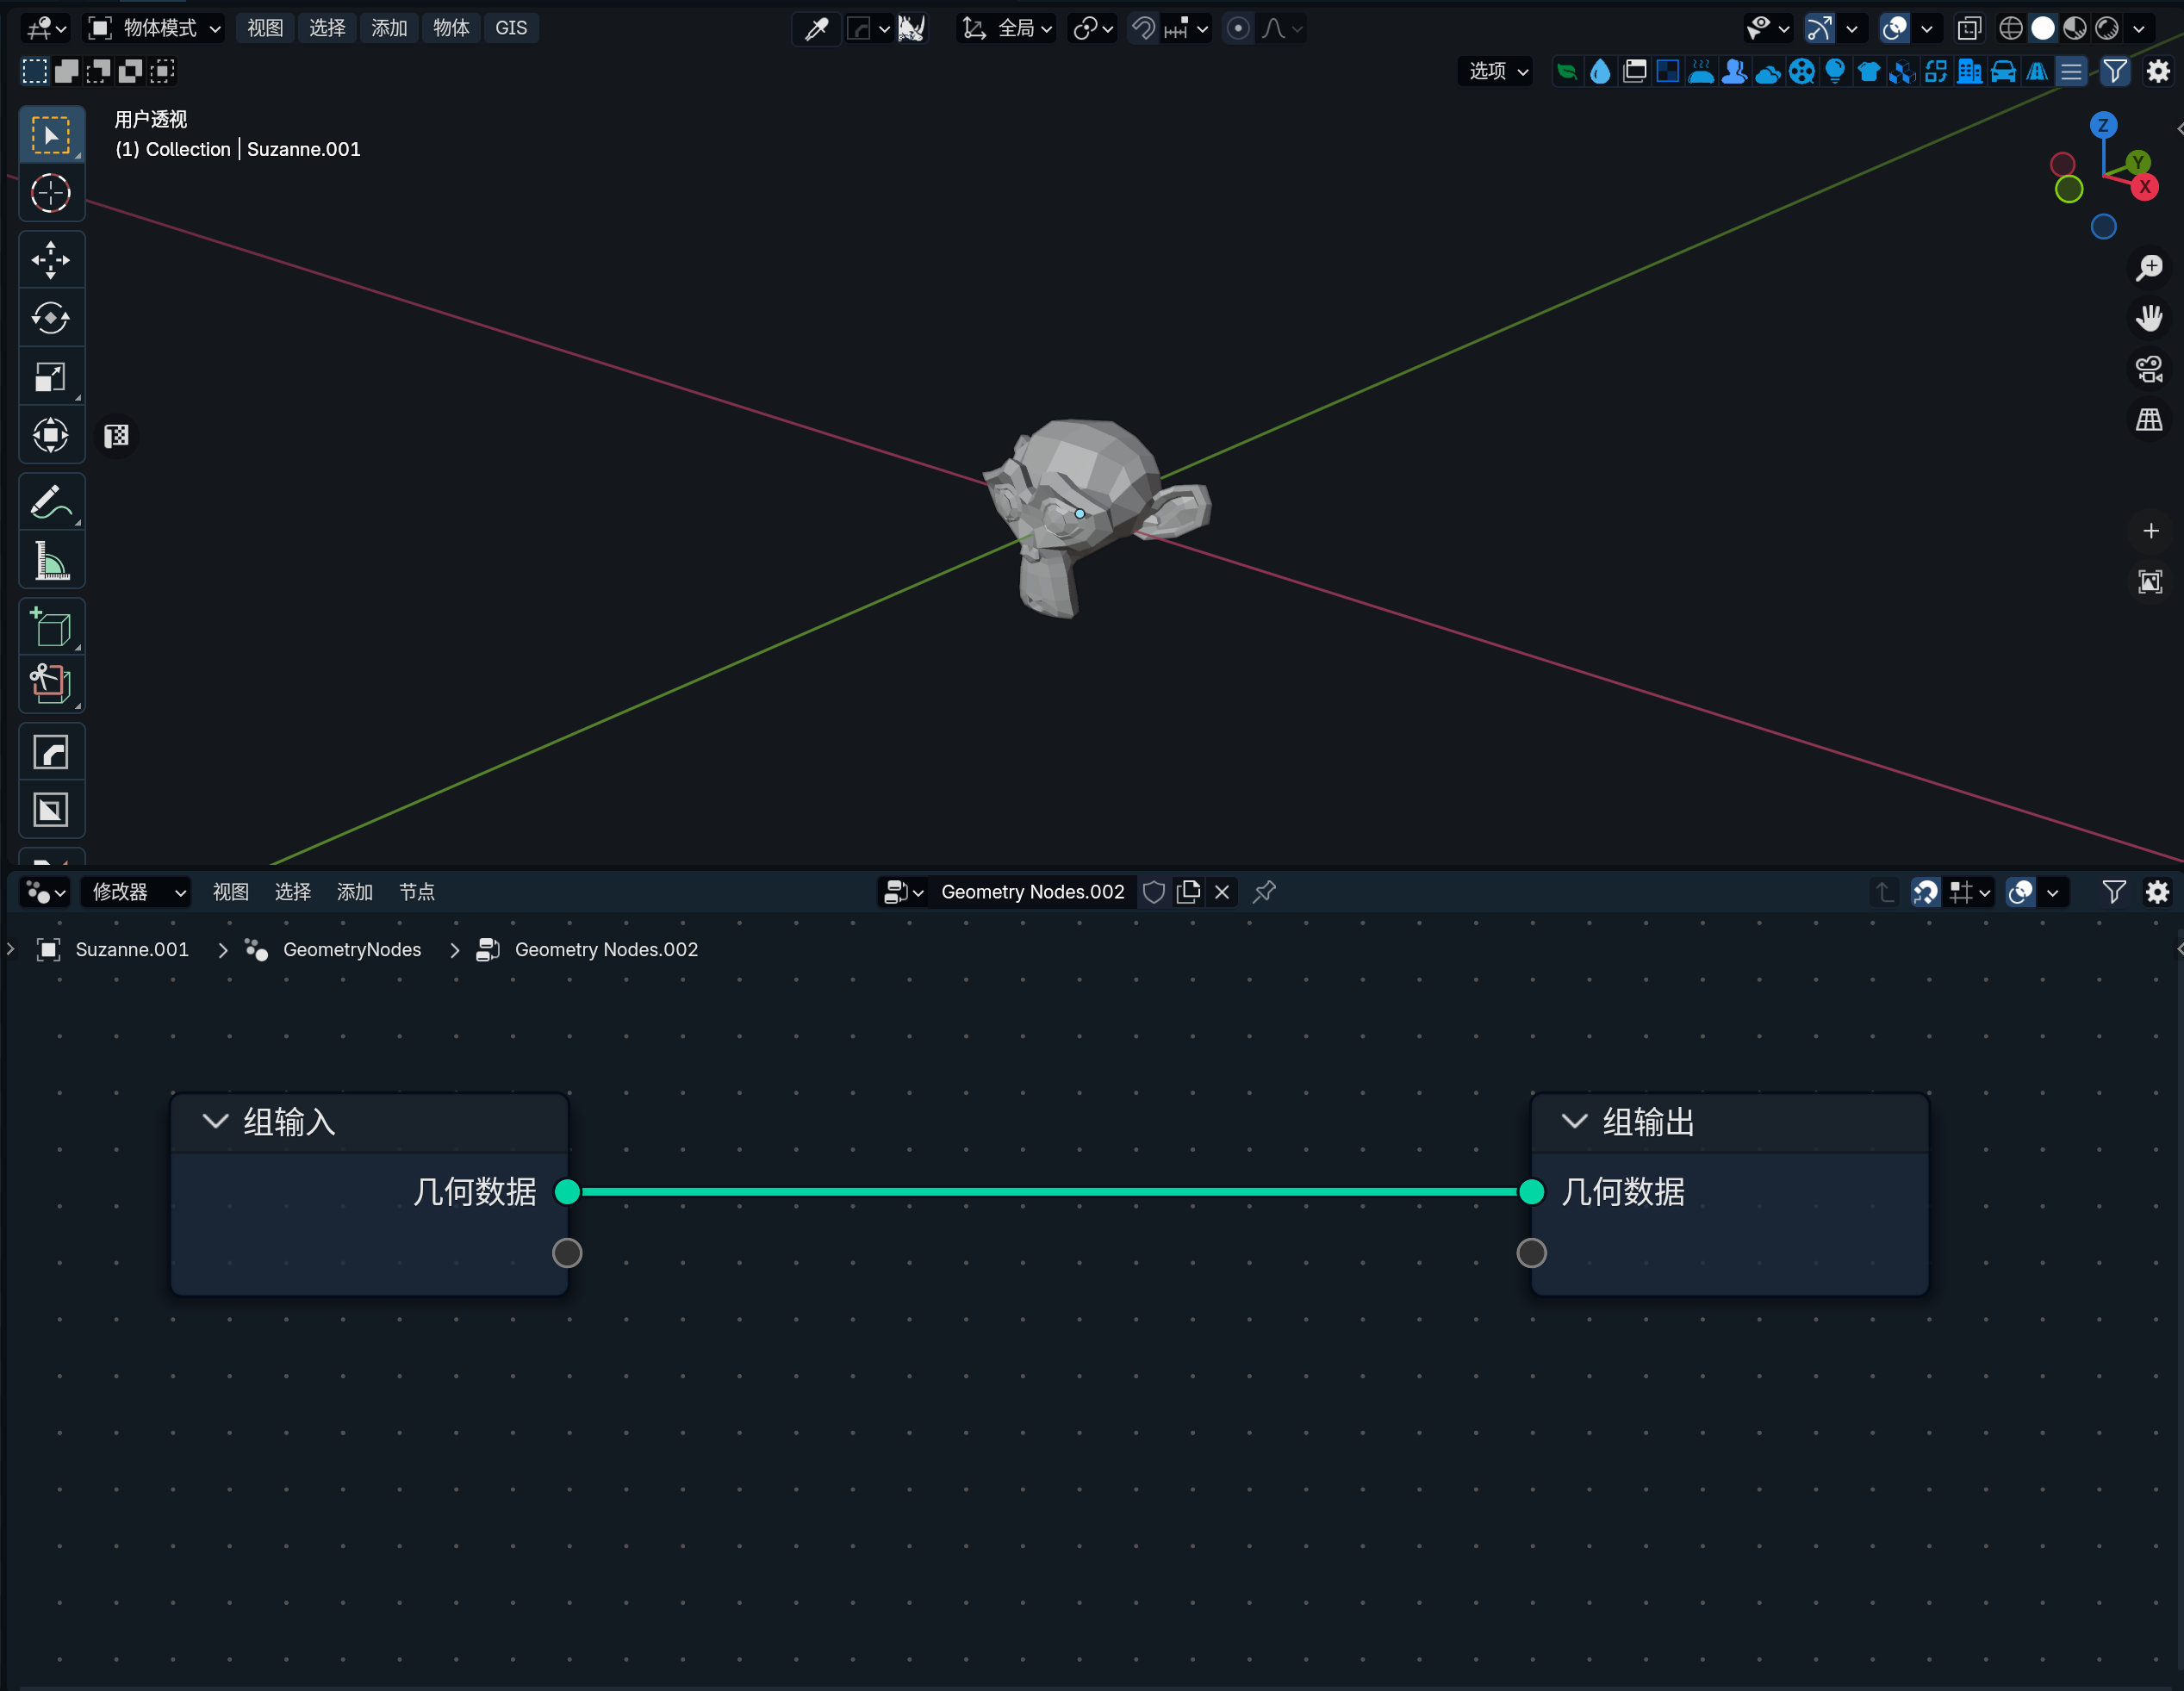 物体模式 视图 选择 添加 物体 GIS 全局
选项
用户透视
(1) Collection | Suzanne.001
Z
Y
X
修改器 视图 选择 添加 节点 Geometry Nodes.002
Suzanne.001 > GeometryNodes > Geometry Nodes.002
组输入 组输出
几何数据 几何数据